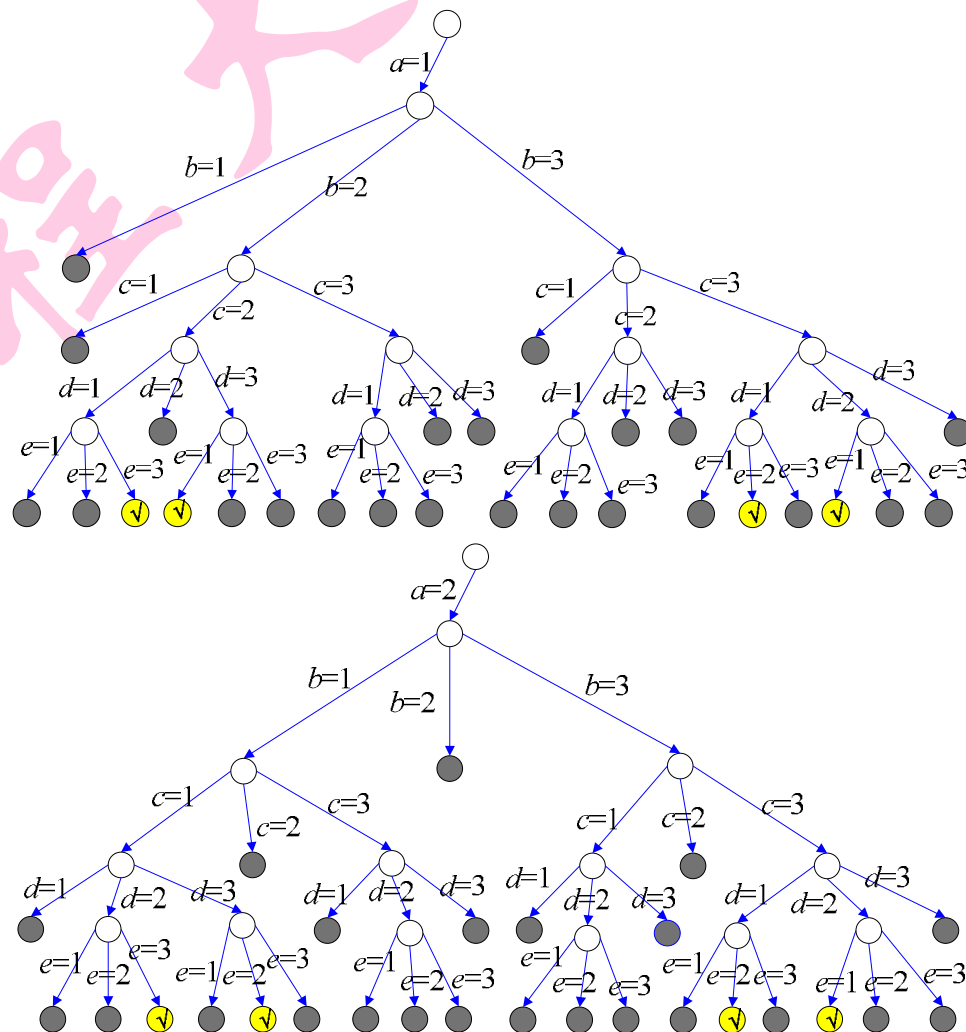 a=1
b=1 b=2 b=3
c=1 c=2 c=3 c=1 c=2 c=3
d=1 d=2 d=3 d=1 d=2 d=3 d=1 d=2 d=3 d=1 d=2 d=3
e=1 e=2 e=3 e=1 e=2 e=3 e=1 e=2 e=3 e=1 e=2 e=3 e=1 e=2 e=3 e=1 e=2 e=3
√ √ √ √
a=2
b=1 b=2 b=3
c=1 c=2 c=3 c=1 c=2 c=3
d=1 d=2 d=3 d=1 d=2 d=3 d=1 d=2 d=3 d=1 d=2 d=3
e=1 e=2 e=3 e=1 e=2 e=3 e=1 e=2 e=3 e=1 e=2 e=3 e=1 e=2 e=3 e=1 e=2 e=3
√ √ √ √